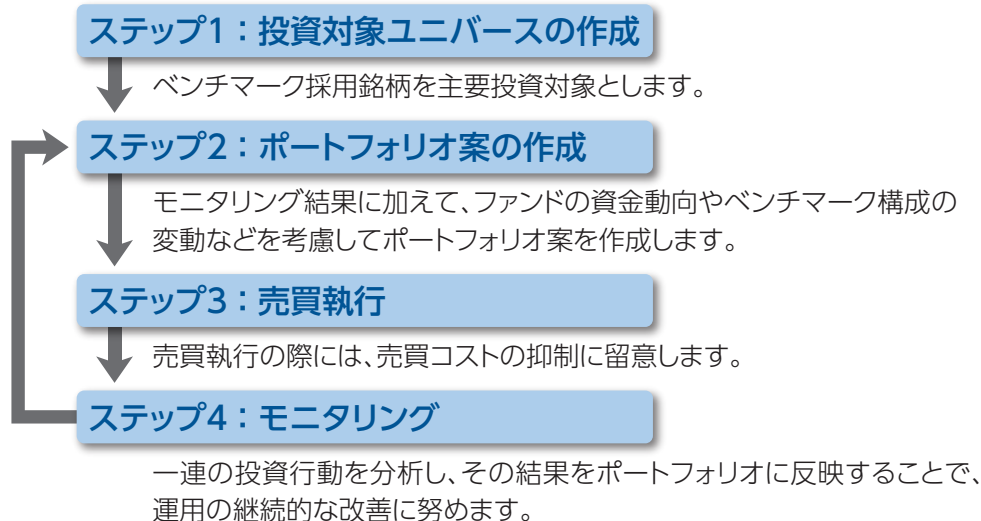 ステップ1：投資対象ユニバースの作成
ベンチマーク採用銘柄を主要投資対象とします。
ステップ2：ポートフォリオ案の作成
モニタリング結果に加えて、ファンドの資金動向やベンチマーク構成の
変動などを考慮してポートフォリオ案を作成します。
ステップ3：売買執行
売買執行の際には、売買コストの抑制に留意します。
ステップ4：モニタリング
一連の投資行動を分析し、その結果をポートフォリオに反映することで、
運用の継続的な改善に努めます。